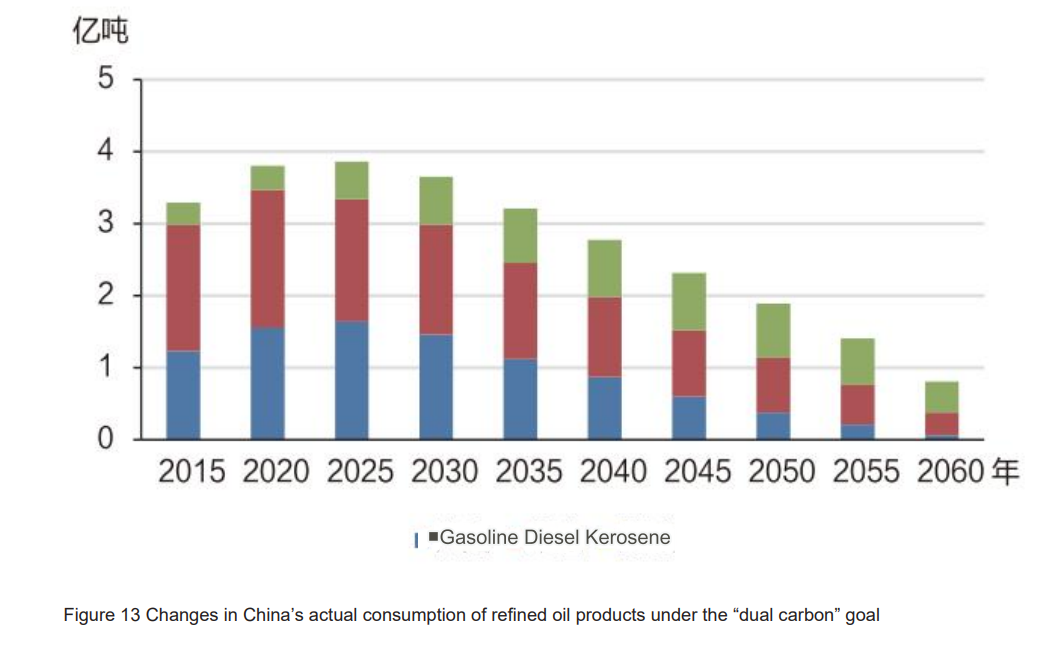 亿吨
5
4
3
2
1
0
2015 2020 2025 2030 2035 2040 2045 2050 2055 2060 年
■Gasoline Diesel Kerosene
Figure 13 Changes in China’s actual consumption of refined oil products under the “dual carbon” goal